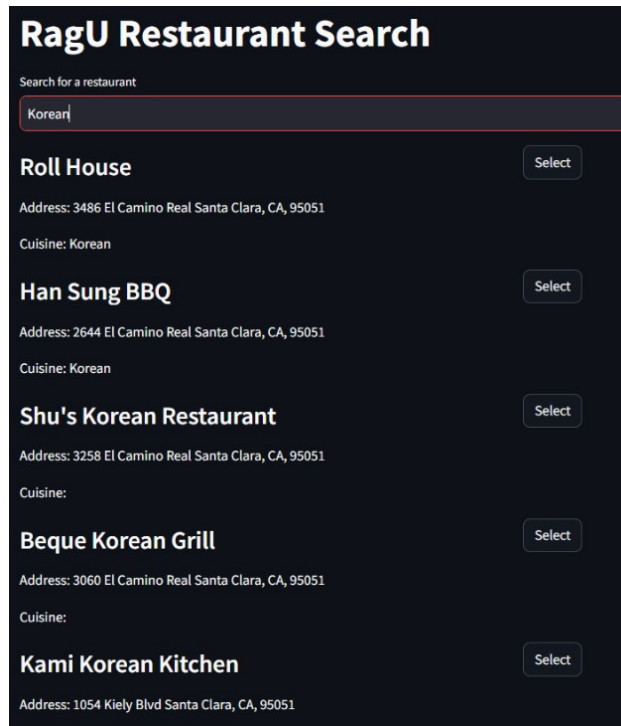 RagU Restaurant Search
Search for a restaurant
Korean
Roll House
Select
Address: 3486 El Camino Real Santa Clara, CA, 95051
Cuisine: Korean
Han Sung BBQ
Select
Address: 2644 El Camino Real Santa Clara, CA, 95051
Cuisine: Korean
Shu's Korean Restaurant
Select
Address: 3258 El Camino Real Santa Clara, CA, 95051
Cuisine:
Beque Korean Grill
Select
Address: 3060 El Camino Real Santa Clara, CA, 95051
Cuisine:
Kami Korean Kitchen
Select
Address: 1054 Kiely Blvd Santa Clara, CA, 95051